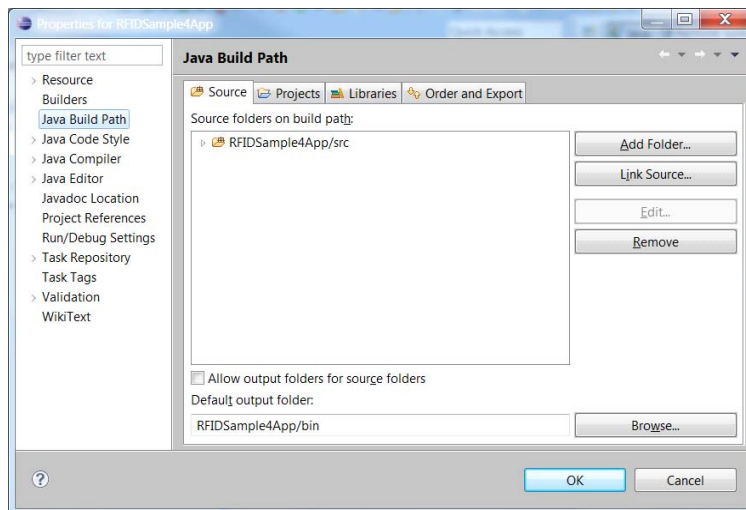 Properties for RFIDSample4App
type filter text
Resource
Builders
Java Build Path
Java Code Style
Java Compiler
Java Editor
Javadoc Location
Project References
Run/Debug Settings
Task Repository
Task Tags
Validation
WikiText
Java Build Path
Source Projects Libraries Order and Export
Source folders on build path:
RFIDSample4App/src
Add Folder...
Link Source...
Edit...
Remove
Allow output folders for source folders
Default output folder:
RFIDSample4App/bin
Browse...
OK Cancel